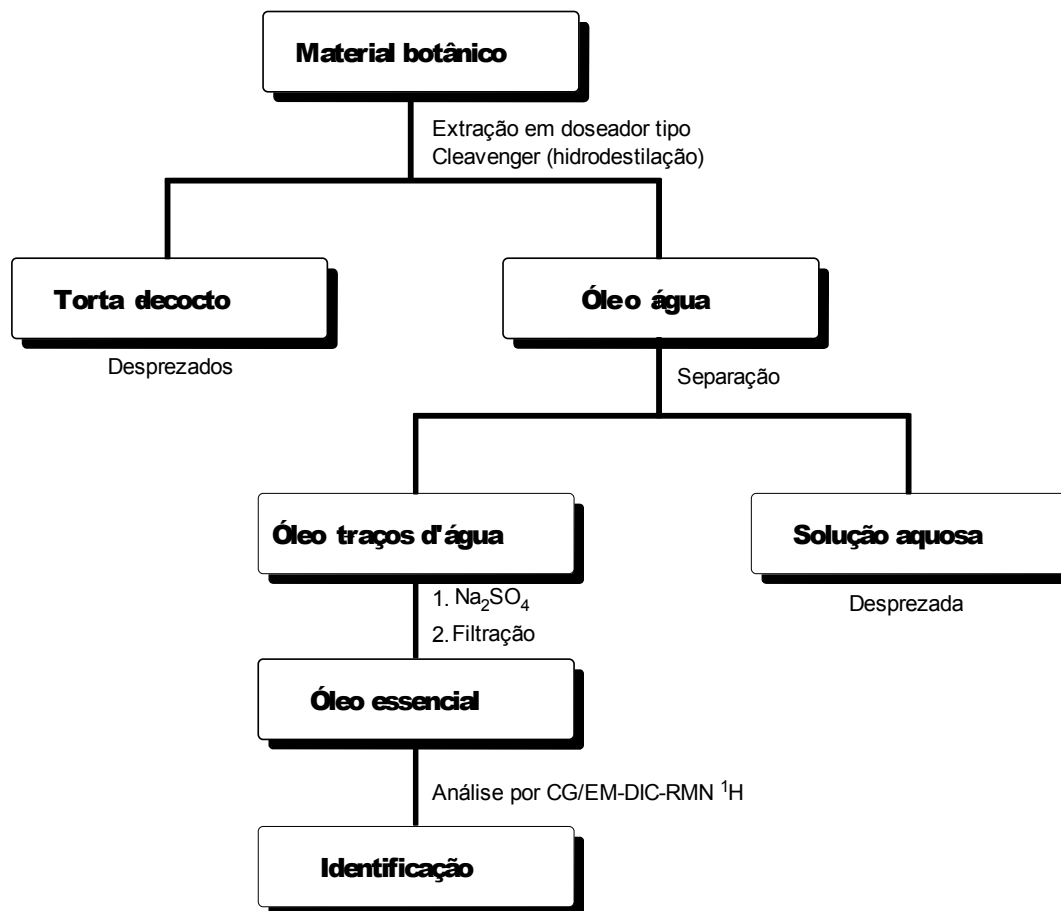 Material botânico
Extração em doseador tipo
Cleavenger (hidrodestilação)
Torta decocto
Óleo água
Desprezados
Separação
Óleo traços d'água
Solução aquosa
1. Na₂SO₄
2. Filtração
Desprezada
Óleo essencial
Análise por CG/EM-DIC-RMN ¹H
Identificação